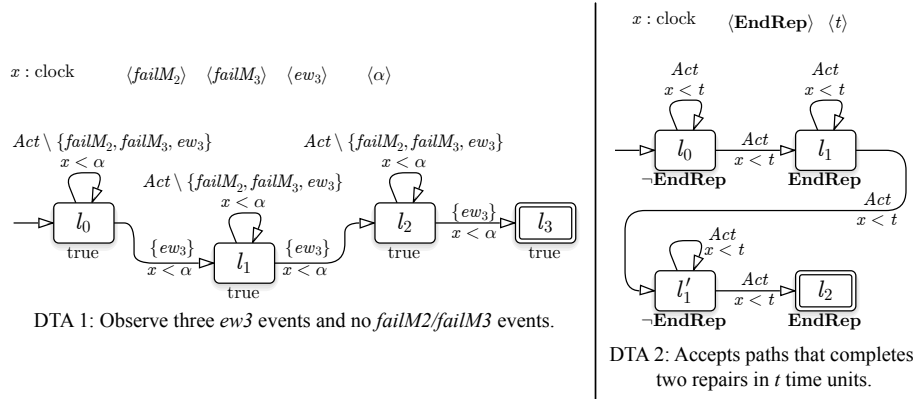 x : clock ⟨failM₂⟩ ⟨failM₃⟩ ⟨ew₃⟩ ⟨α⟩
Act \ {failM₂, failM₃, ew₃}
x < α
Act \ {failM₂, failM₃, ew₃}
x < α
Act \ {failM₂, failM₃, ew₃}
x < α
l₀
true
{ew₃}
x < α
l₁
true
{ew₃}
x < α
l₂
true
{ew₃}
x < α
l₃
true
DTA 1: Observe three ew3 events and no failM2/failM3 events.
x : clock ⟨EndRep⟩ ⟨t⟩
Act
x < t
Act
x < t
l₀
¬EndRep
Act
x < t
l₁
EndRep
Act
x < t
Act
x < t
l′₁
¬EndRep
Act
x < t
l₂
EndRep
DTA 2: Accepts paths that completes
two repairs in t time units.